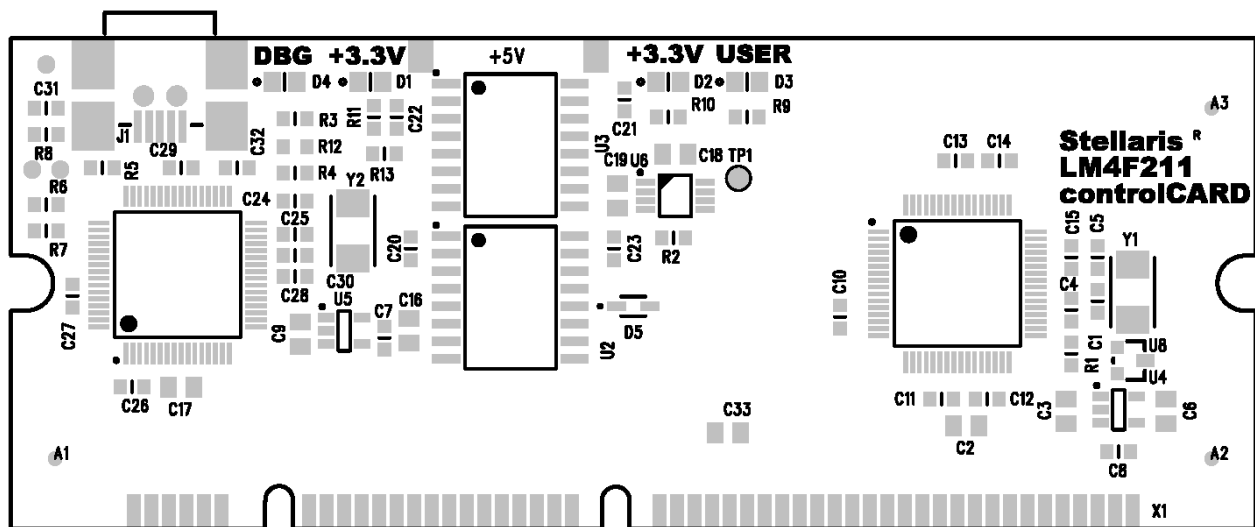 DBG +3.3V +5V +3.3V USER
D4 D1 D2 D3
C31 R3 R11 C22 C21 R10 R9 A3
J1 C29 C32 R12 U3
R8 R5 R4 R13 C19 U6 C18 TP1 C13 C14
Stellaris ®
LM4F211
controlCARD
R6 C24 Y2
R7 C25 C20 C23 R2 C15 C5 Y1
C30 C4
C27 C28 U5 C7 C16 D5 C10
C9 U2 R1 C1 U8
U4
C26 C17 C33 C11 C12 C3 C6
C2
A1 C8 A2
X1